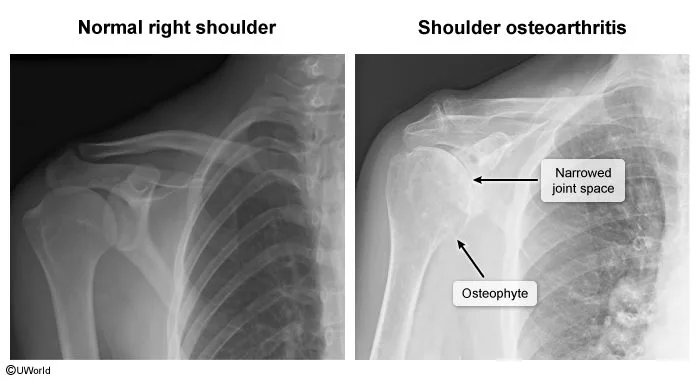 Normal right shoulder
Shoulder osteoarthritis
Narrowed
joint space
Osteophyte
©UWorld